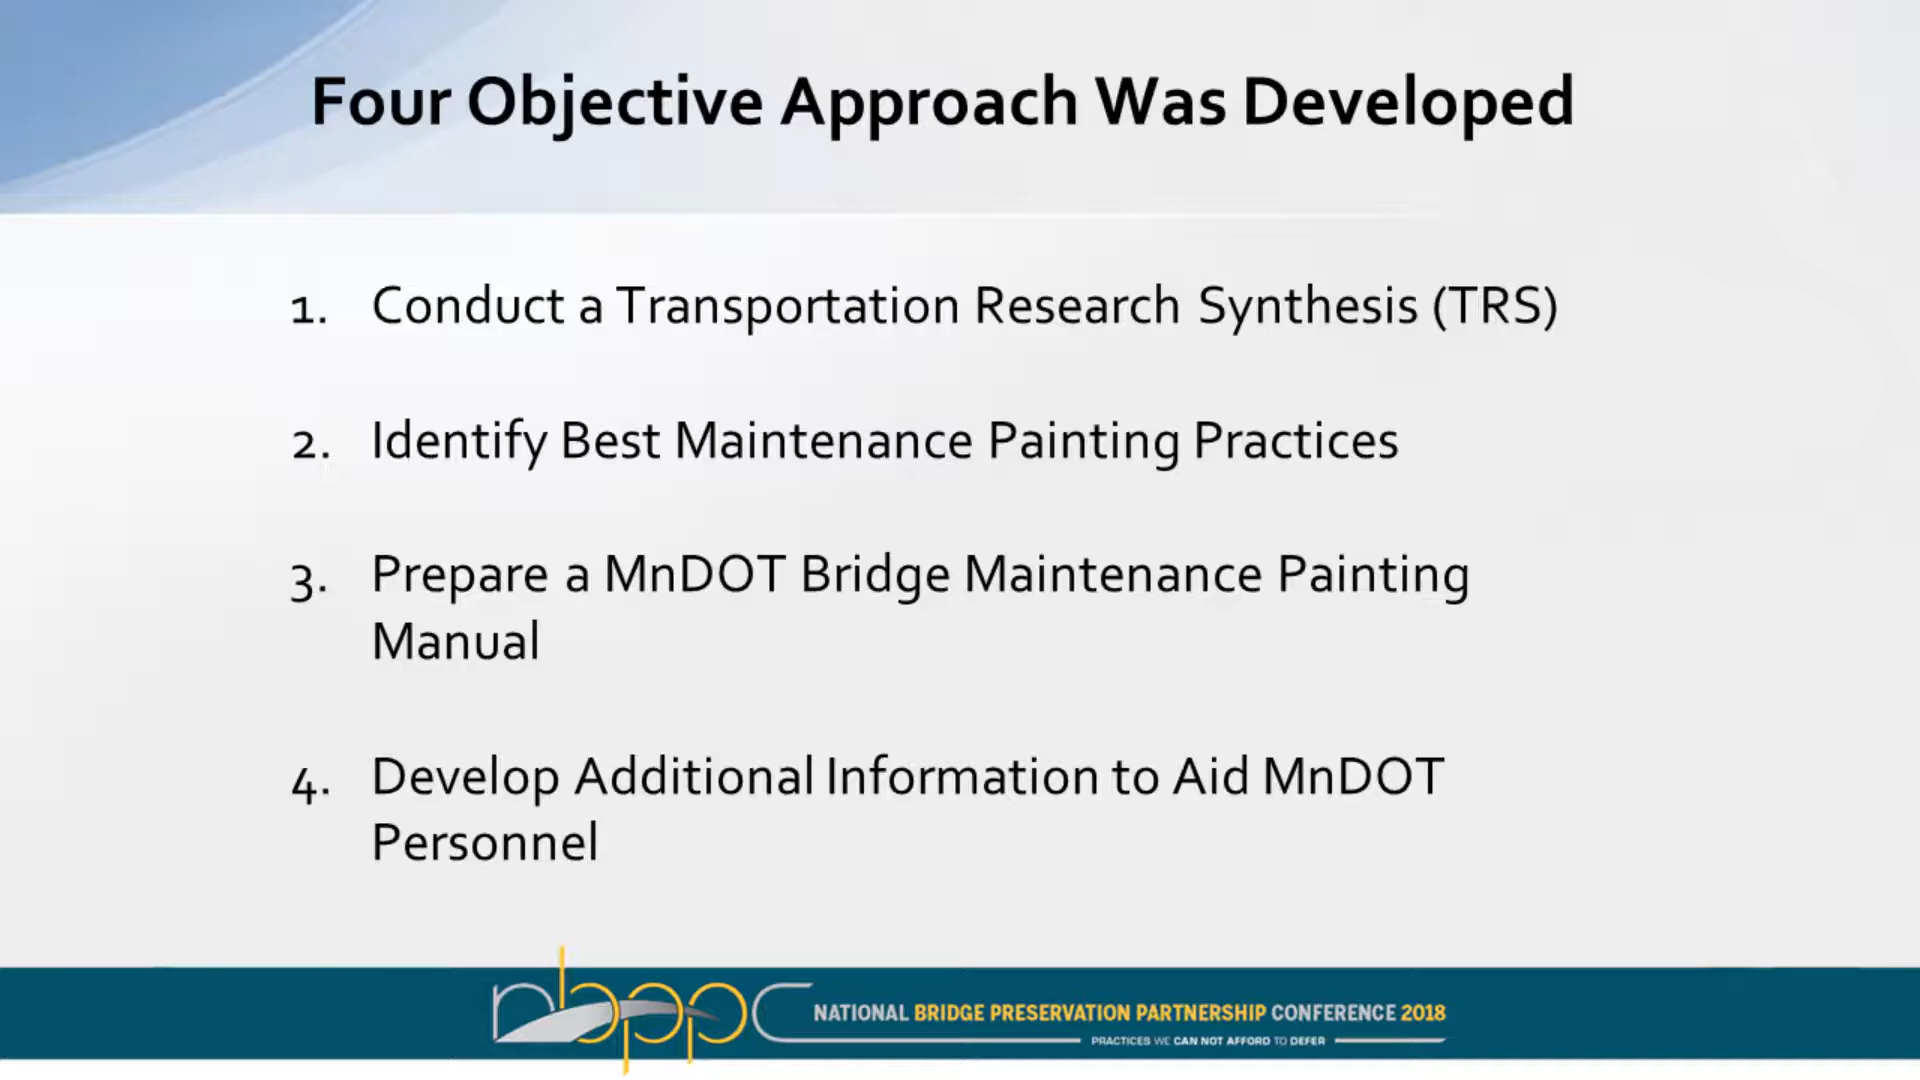 Four Objective Approach Was Developed
1. Conduct a Transportation Research Synthesis (TRS)
2. Identify Best Maintenance Painting Practices
3. Prepare a MnDOT Bridge Maintenance Painting
Manual
4. Develop Additional Information to Aid MnDOT
Personnel
nbppc NATIONAL BRIDGE PRESERVATION PARTNERSHIP CONFERENCE 2018
PRACTICES WE CAN NOT AFFORD TO DEFER